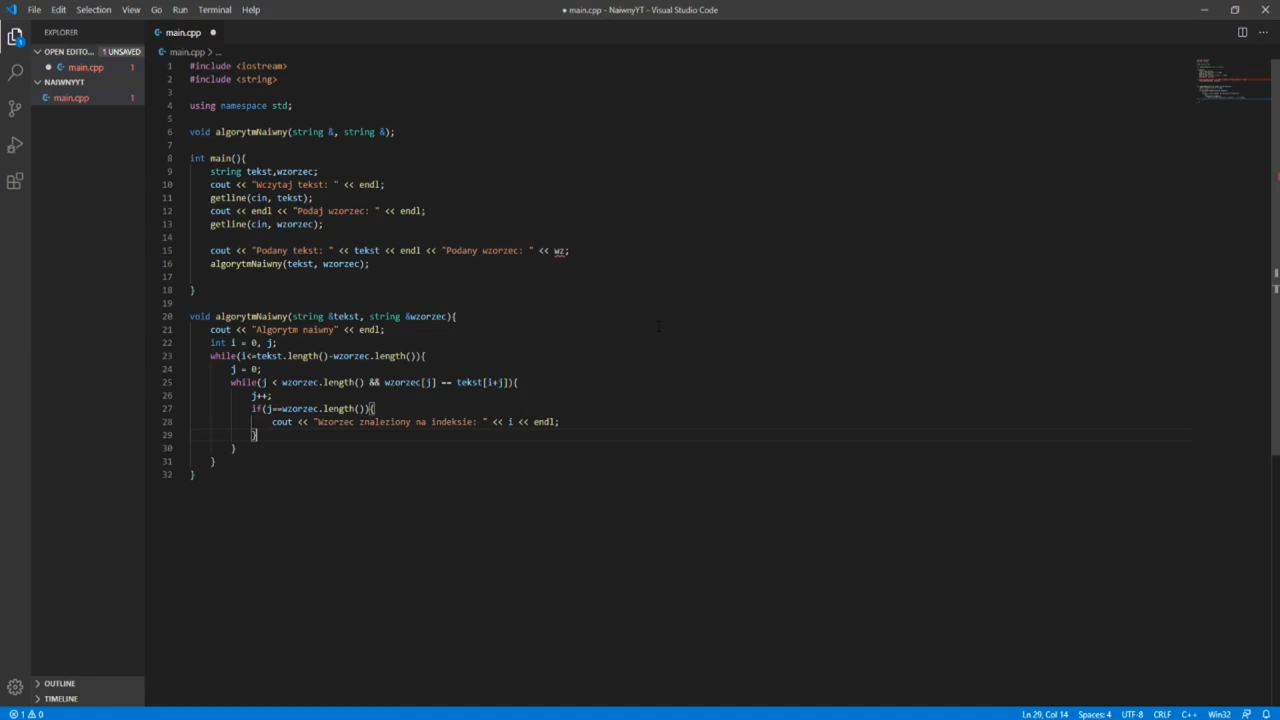 File Edit Selection View Go Run Terminal Help
● main.cpp - NaiwnyYT - Visual Studio Code
EXPLORER
OPEN EDITO... 1 UNSAVED
main.cpp 1
NAIWNYYT
main.cpp 1
OUTLINE
TIMELINE
main.cpp
main.cpp > ...
1 #include <iostream>
2 #include <string>
3
4 using namespace std;
5
6 void algorytmNaiwny(string &, string &);
7
8 int main(){
9 string tekst,wzorzec;
10 cout << "Wczytaj tekst: " << endl;
11 getline(cin, tekst);
12 cout << endl << "Podaj wzorzec: " << endl;
13 getline(cin, wzorzec);
14
15 cout << "Podany tekst: " << tekst << endl << "Podany wzorzec: " << wz;
16 algorytmNaiwny(tekst, wzorzec);
17
18 }
19
20 void algorytmNaiwny(string &tekst, string &wzorzec){
21 cout << "Algorytm naiwny" << endl;
22 int i = 0, j;
23 while(i<=tekst.length()-wzorzec.length()){
24 j = 0;
25 while(j < wzorzec.length() && wzorzec[j] == tekst[i+j]){
26 j++;
27 if(j==wzorzec.length()){
28 cout << "Wzorzec znaleziony na indeksie: " << i << endl;
29 }
30 }
31 }
32 }
1 0
Ln 29, Col 14 Spaces: 4 UTF-8 CRLF C++ Win32